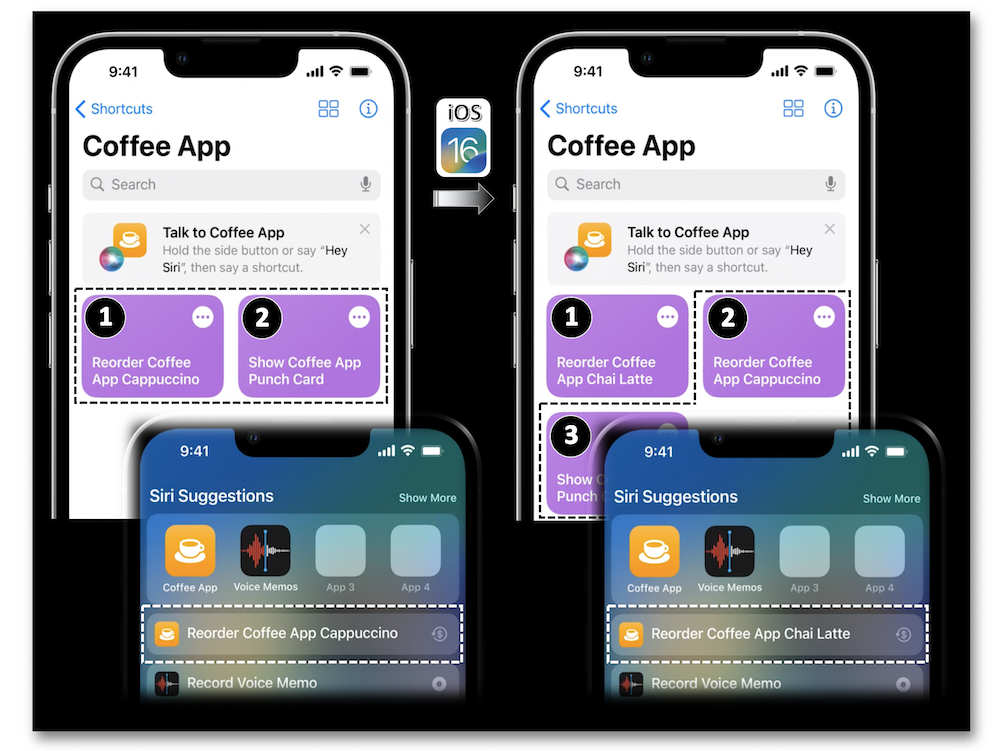 9:41
Shortcuts
Coffee App
Search
Talk to Coffee App
Hold the side button or say “Hey
Siri”, then say a shortcut.
1
2
Reorder Coffee
App Cappuccino
Show Coffee App
Punch Card
9:41
Siri Suggestions
Show More
Coffee App
Voice Memos
App 3
App 4
Reorder Coffee App Cappuccino
Record Voice Memo
iOS
16
9:41
Shortcuts
Coffee App
Search
Talk to Coffee App
Hold the side button or say “Hey
Siri”, then say a shortcut.
1
2
Reorder Coffee
App Chai Latte
Reorder Coffee
App Cappuccino
3
Show
Punch
9:41
Siri Suggestions
Show More
Coffee App
Voice Memos
App 3
App 4
Reorder Coffee App Chai Latte
Record Voice Memo